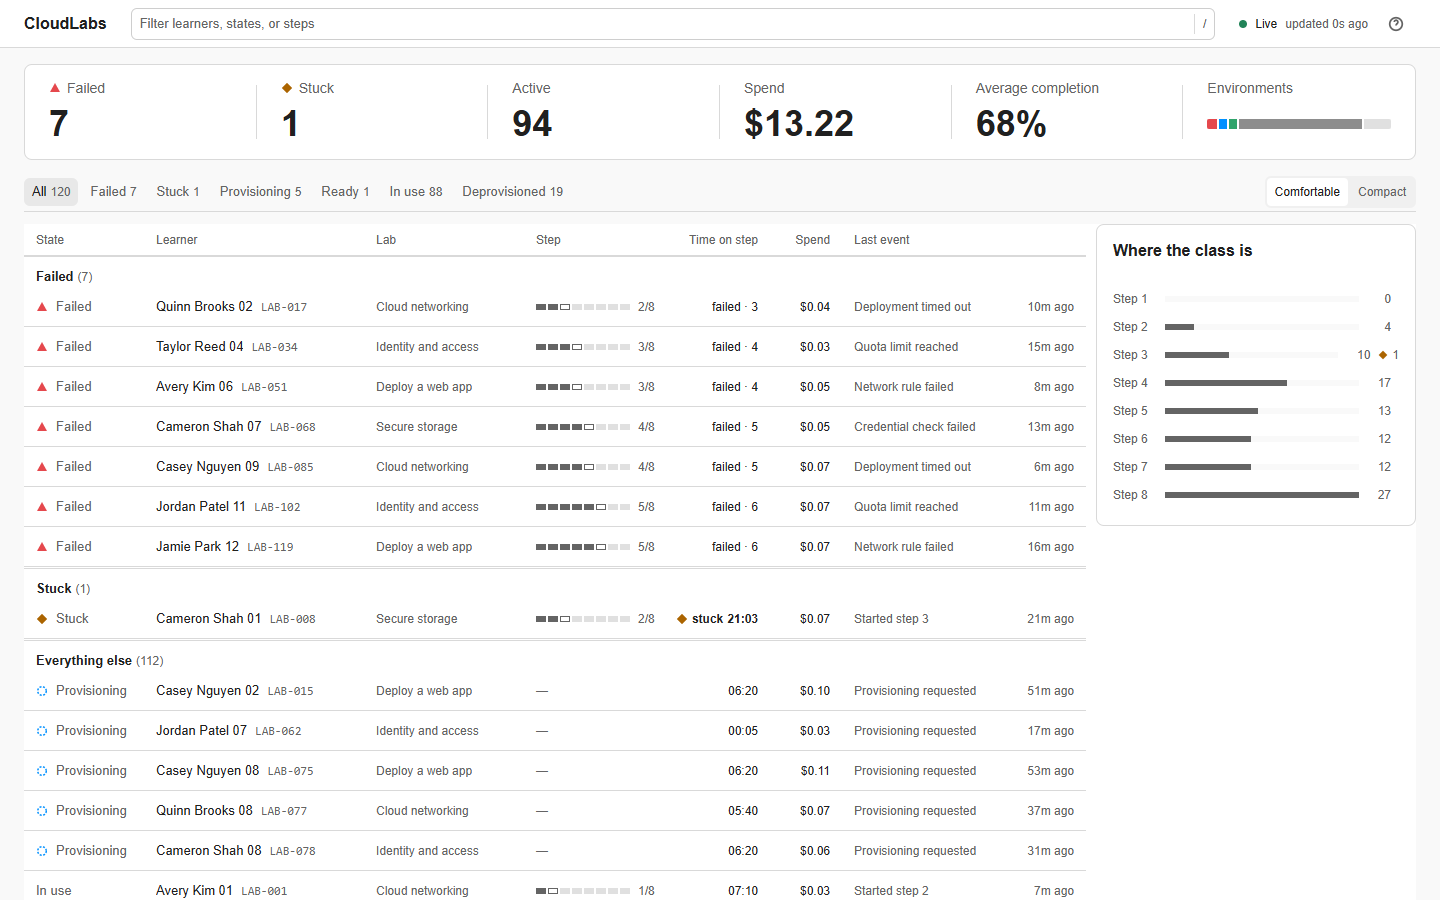 CloudLabs
Filter learners, states, or steps /
Live updated 0s ago
Failed Stuck Active Spend Average completion Environments
7 1 94 $13.22 68%
All 120 Failed 7 Stuck 1 Provisioning 5 Ready 1 In use 88 Deprovisioned 19 Comfortable Compact
State Learner Lab Step Time on step Spend Last event
Failed (7)
Failed Quinn Brooks 02 LAB-017 Cloud networking 2/8 failed · 3 $0.04 Deployment timed out 10m ago
Failed Taylor Reed 04 LAB-034 Identity and access 3/8 failed · 4 $0.03 Quota limit reached 15m ago
Failed Avery Kim 06 LAB-051 Deploy a web app 3/8 failed · 4 $0.05 Network rule failed 8m ago
Failed Cameron Shah 07 LAB-068 Secure storage 4/8 failed · 5 $0.05 Credential check failed 13m ago
Failed Casey Nguyen 09 LAB-085 Cloud networking 4/8 failed · 5 $0.07 Deployment timed out 6m ago
Failed Jordan Patel 11 LAB-102 Identity and access 5/8 failed · 6 $0.07 Quota limit reached 11m ago
Failed Jamie Park 12 LAB-119 Deploy a web app 5/8 failed · 6 $0.07 Network rule failed 16m ago
Stuck (1)
Stuck Cameron Shah 01 LAB-008 Secure storage 2/8 stuck 21:03 $0.07 Started step 3 21m ago
Everything else (112)
Provisioning Casey Nguyen 02 LAB-015 Deploy a web app — 06:20 $0.10 Provisioning requested 51m ago
Provisioning Jordan Patel 07 LAB-062 Identity and access — 00:05 $0.03 Provisioning requested 17m ago
Provisioning Casey Nguyen 08 LAB-075 Deploy a web app — 06:20 $0.11 Provisioning requested 53m ago
Provisioning Quinn Brooks 08 LAB-077 Cloud networking — 05:40 $0.07 Provisioning requested 37m ago
Provisioning Cameron Shah 08 LAB-078 Identity and access — 06:20 $0.06 Provisioning requested 31m ago
In use Avery Kim 01 LAB-001 Cloud networking 1/8 07:10 $0.03 Started step 2 7m ago
Where the class is
Step 1 0
Step 2 4
Step 3 10 1
Step 4 17
Step 5 13
Step 6 12
Step 7 12
Step 8 27